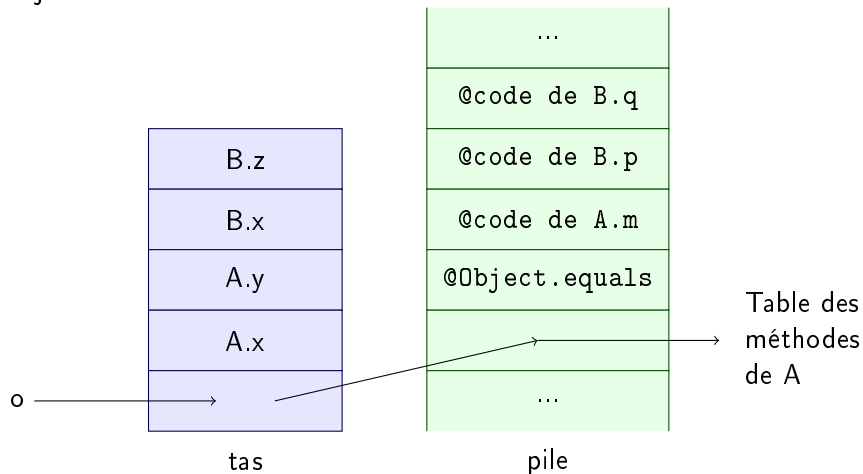 ...
@code de B.q
@code de B.p
@code de A.m
@Object.equals
...
B.z
B.x
A.y
A.x
o
Table des
méthodes
de A
tas
pile